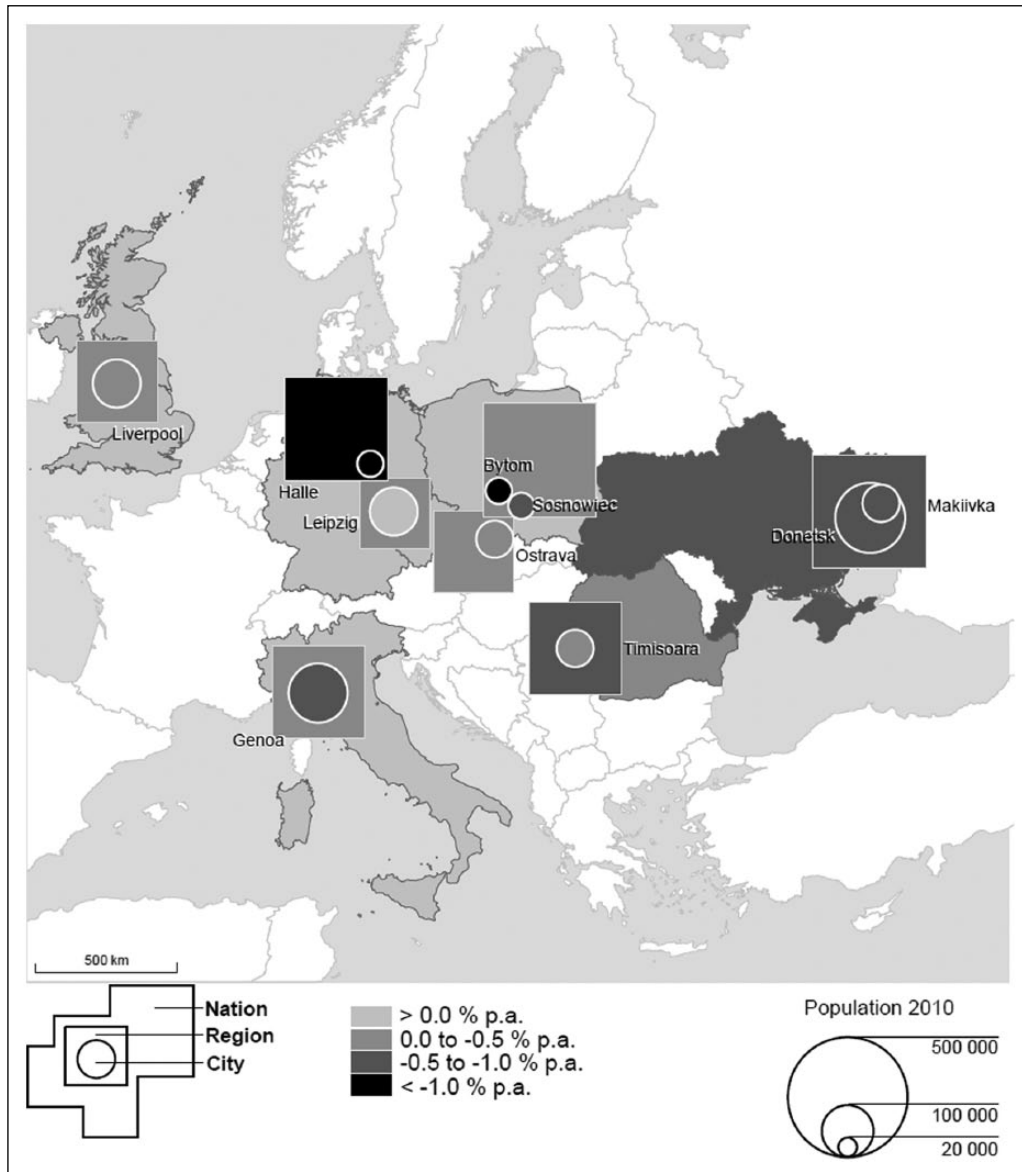 Liverpool
Halle
Leipzig
Bytom
Sosnowiec
Ostrava
Donetsk
Makiivka
Timisoara
Genoa
500 km
Nation
Region
City
> 0.0 % p.a.
0.0 to -0.5 % p.a.
-0.5 to -1.0 % p.a.
< -1.0 % p.a.
Population 2010
500 000
100 000
20 000